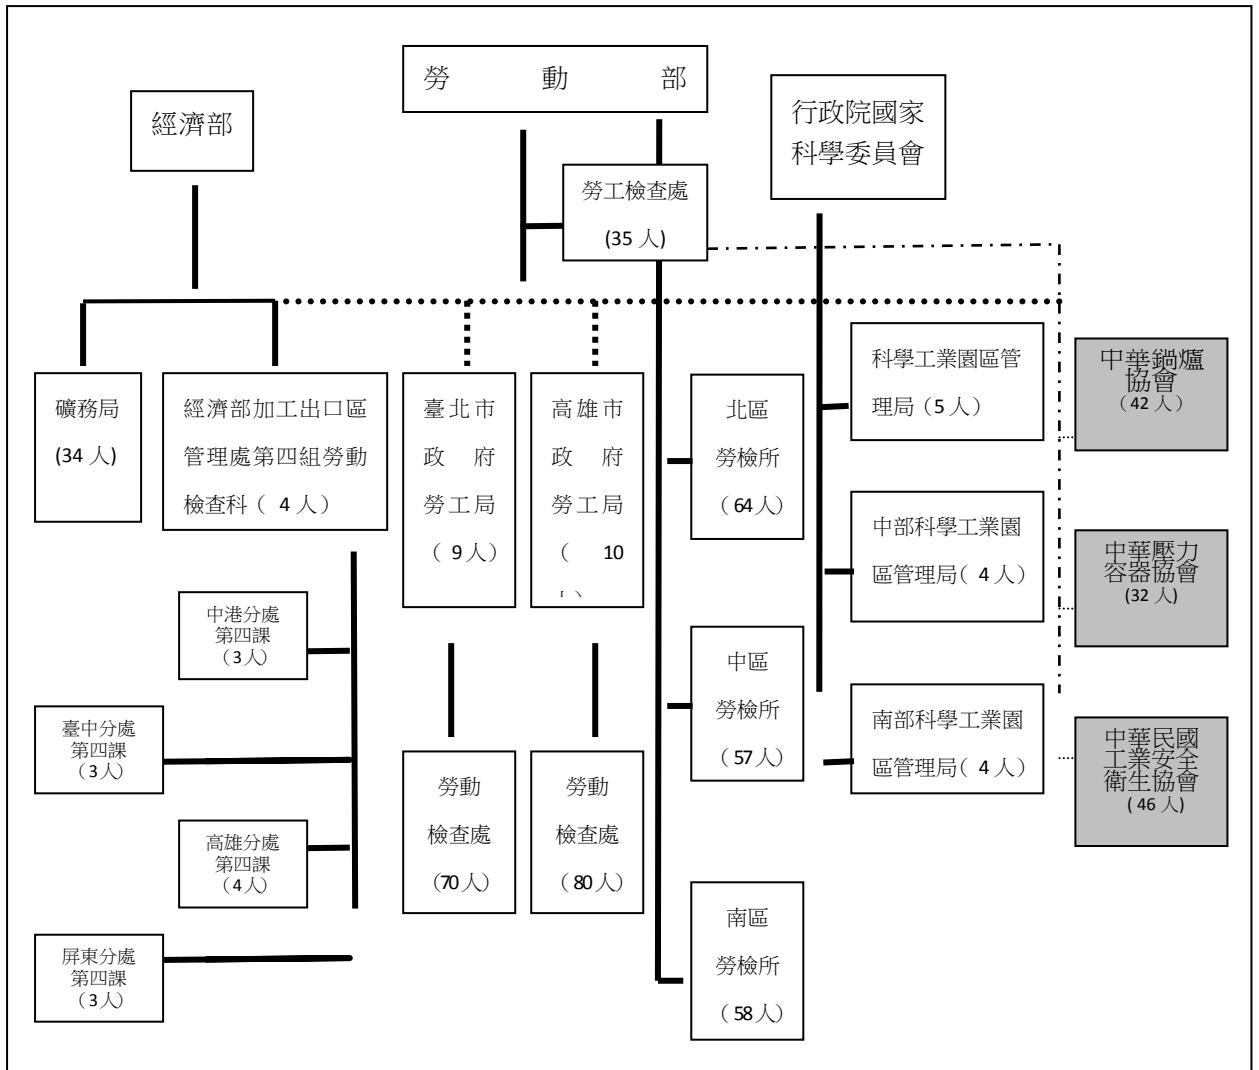 勞動部
經濟部
行政院國家
科學委員會
勞工檢查處
(35 人)
礦務局
(34 人)
經濟部加工出口區
管理處第四組勞動
檢查科（ 4 人）
臺北市
政府
勞工局
（ 9 人）
高雄市
政府
勞工局
（ 10
北區
勞檢所
（ 64 人）
科學工業園區管
理局（5 人）
中華鍋爐
協會
（42 人）
中部科學工業園
區管理局（ 4 人）
中華壓力
容器協會
(32 人)
中港分處
第四課
（3 人）
中區
勞檢所
（ 57 人）
南部科學工業園
區管理局（ 4 人）
中華民國
工業安全
衛生協會
( 46 人)
臺中分處
第四課
（3 人）
勞動
檢查處
(70 人)
勞動
檢查處
（ 80 人）
高雄分處
第四課
（4 人）
南區
勞檢所
（ 58 人）
屏東分處
第四課
（3 人）